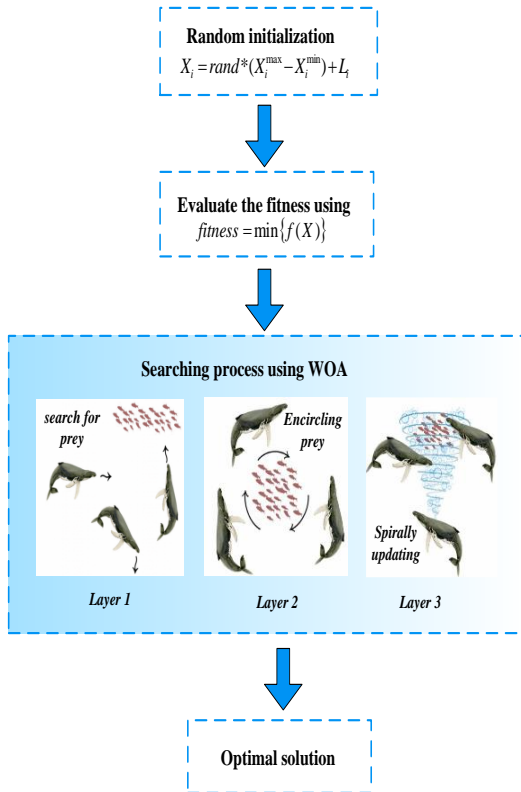 Random initialization
X_i = rand*(X_i^max − X_i^min) + L_i
Evaluate the fitness using
fitness = min{f(X)}
Searching process using WOA
search for
prey
Encircling
prey
Spirally
updating
Layer 1
Layer 2
Layer 3
Optimal solution